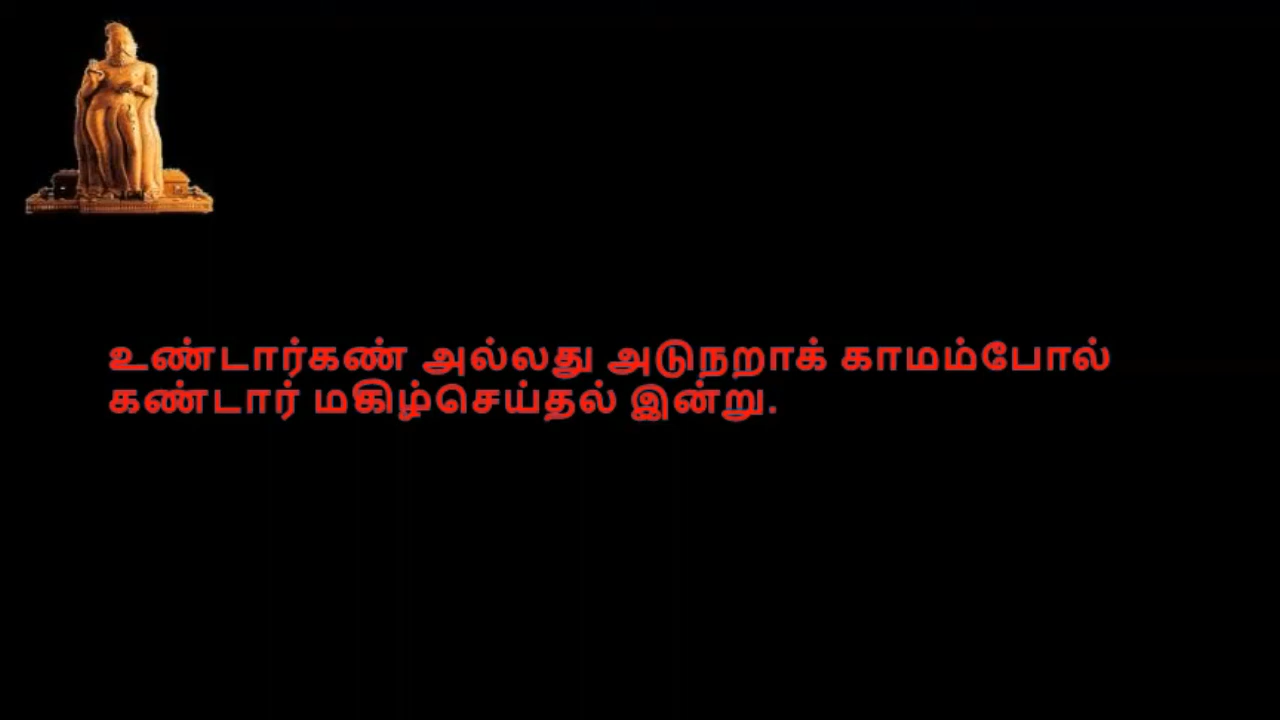 உண்டார்கண் அல்லது அடுநறாக் காமம்போல்
கண்டார் மகிழ்செய்தல் இன்று.